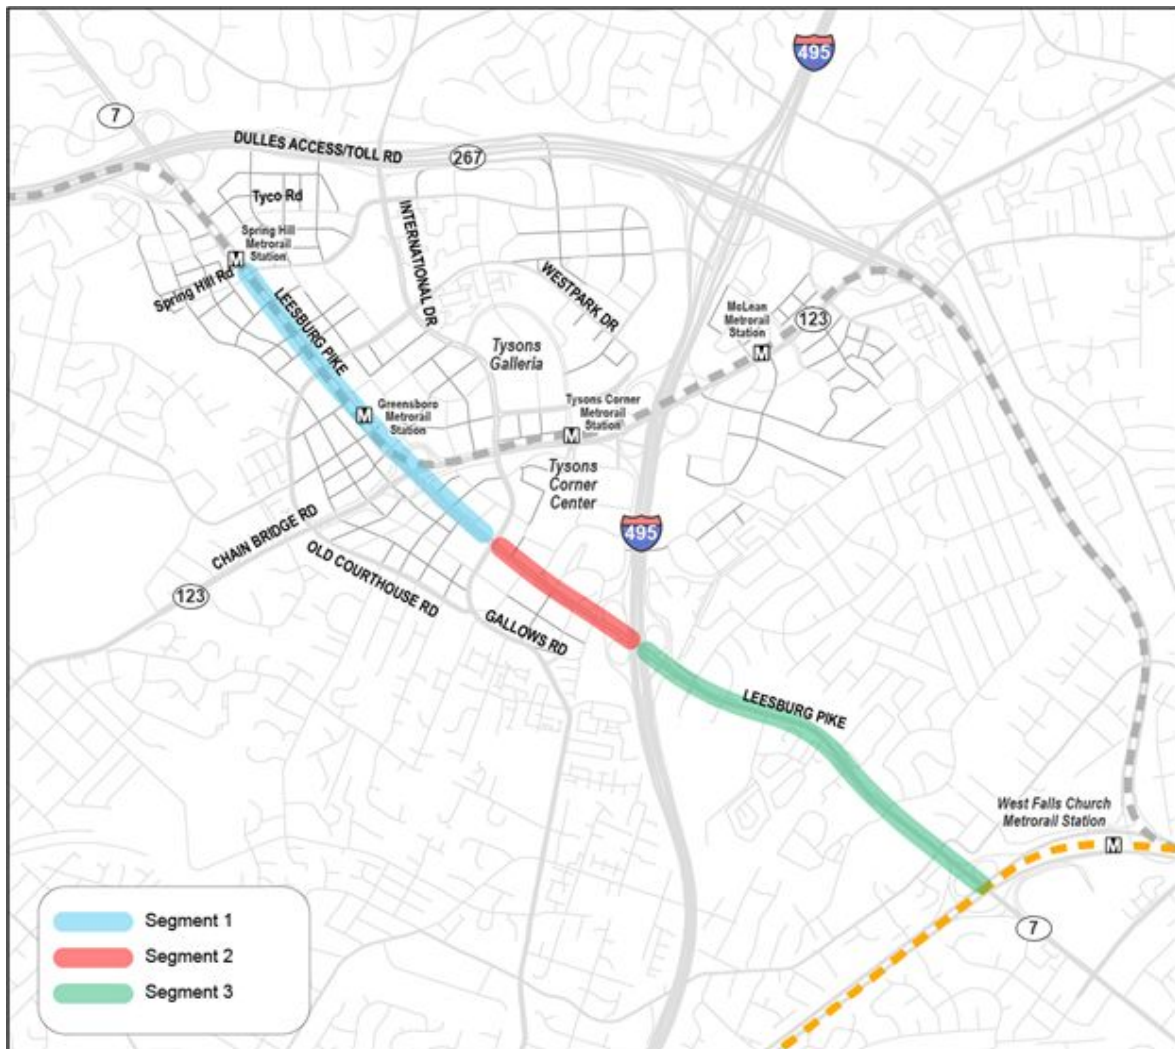 495
7
DULLES ACCESS/TOLL RD
267
Tyco Rd
INTERNATIONAL DR
Spring Hill
Metrorail
Station
M
Spring Hill Rd
LEESBURG PIKE
WESTPARK DR
McLean
Metrorail
Station
M
123
Tysons
Galleria
Greensboro
Metrorail
Station
M
Tysons Corner
Metrorail
Station
M
Tysons
Corner
Center
495
CHAIN BRIDGE RD
OLD COURTHOUSE RD
123
GALLOWS RD
LEESBURG PIKE
West Falls Church
Metrorail Station
M
7
Segment 1
Segment 2
Segment 3